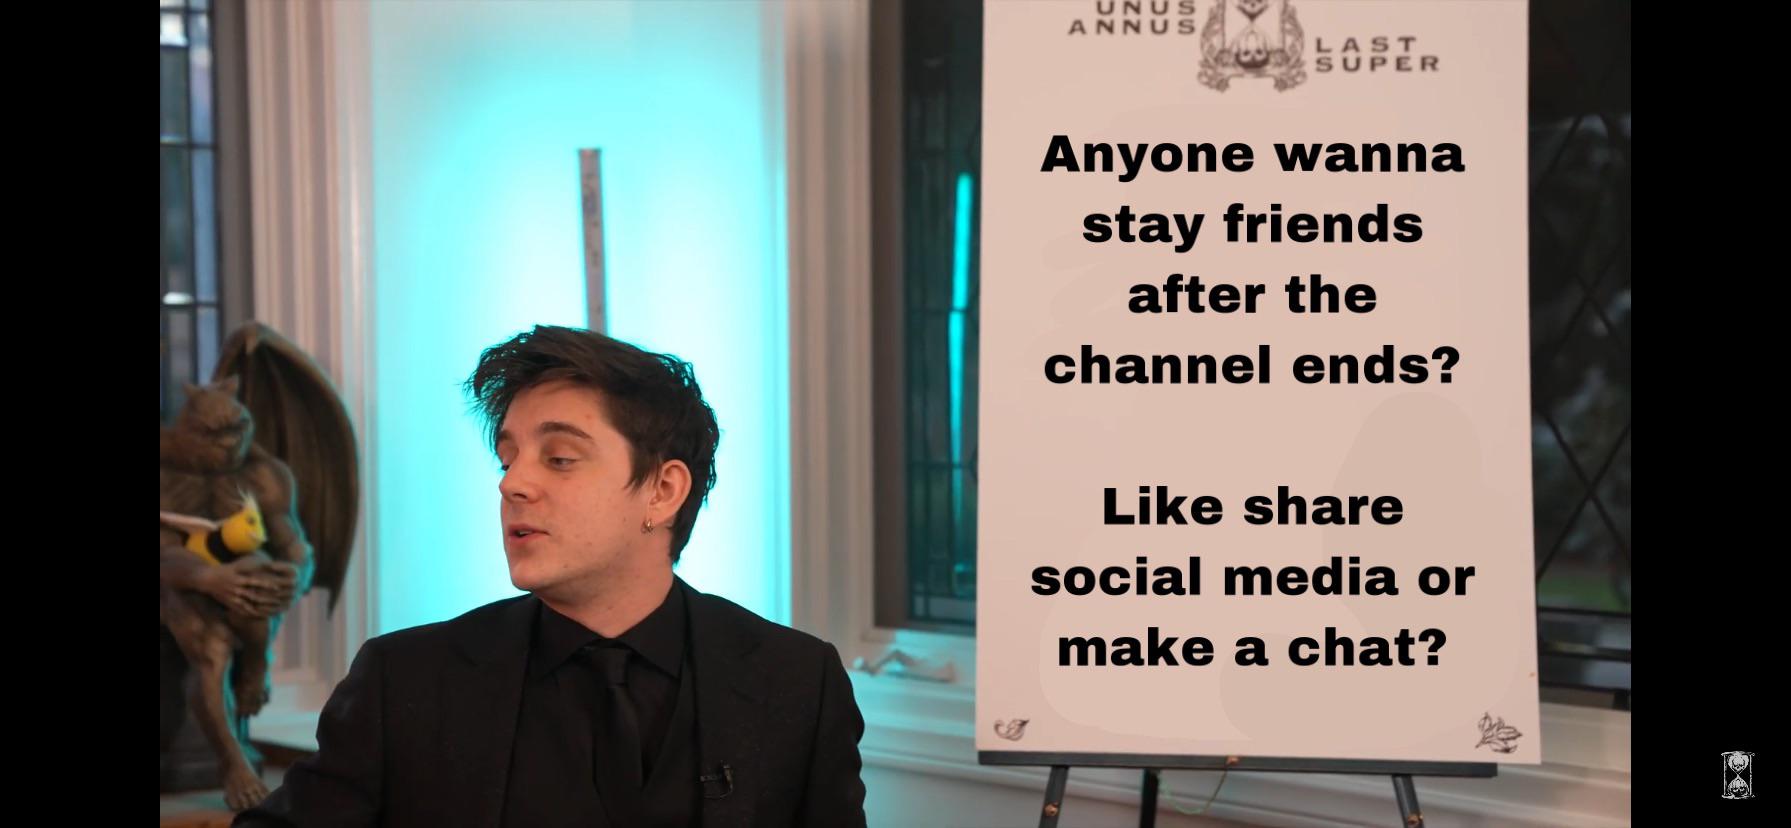 UNUS
ANNUS
LAST
SUPER
Anyone wanna
stay friends
after the
channel ends?
Like share
social media or
make a chat?